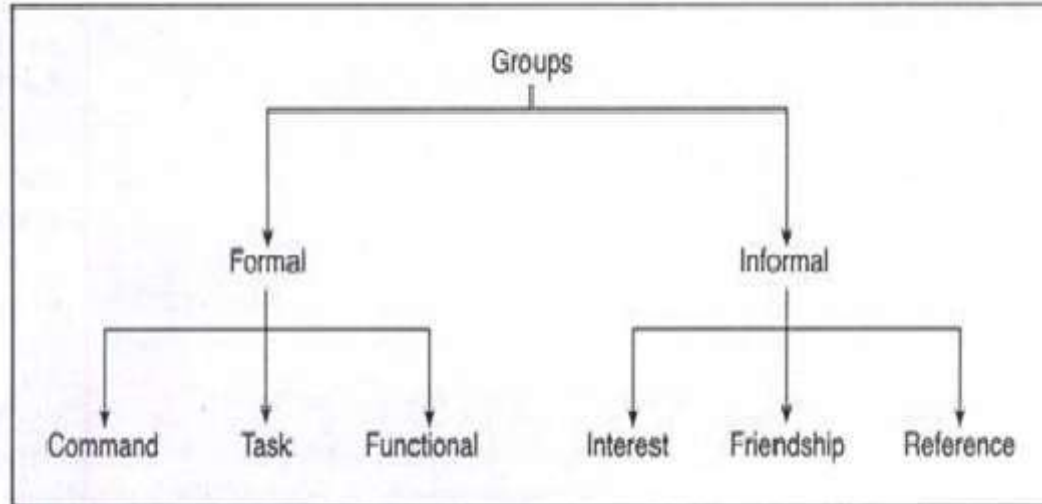 Groups
Formal Informal
Command Task Functional Interest Friendship Reference